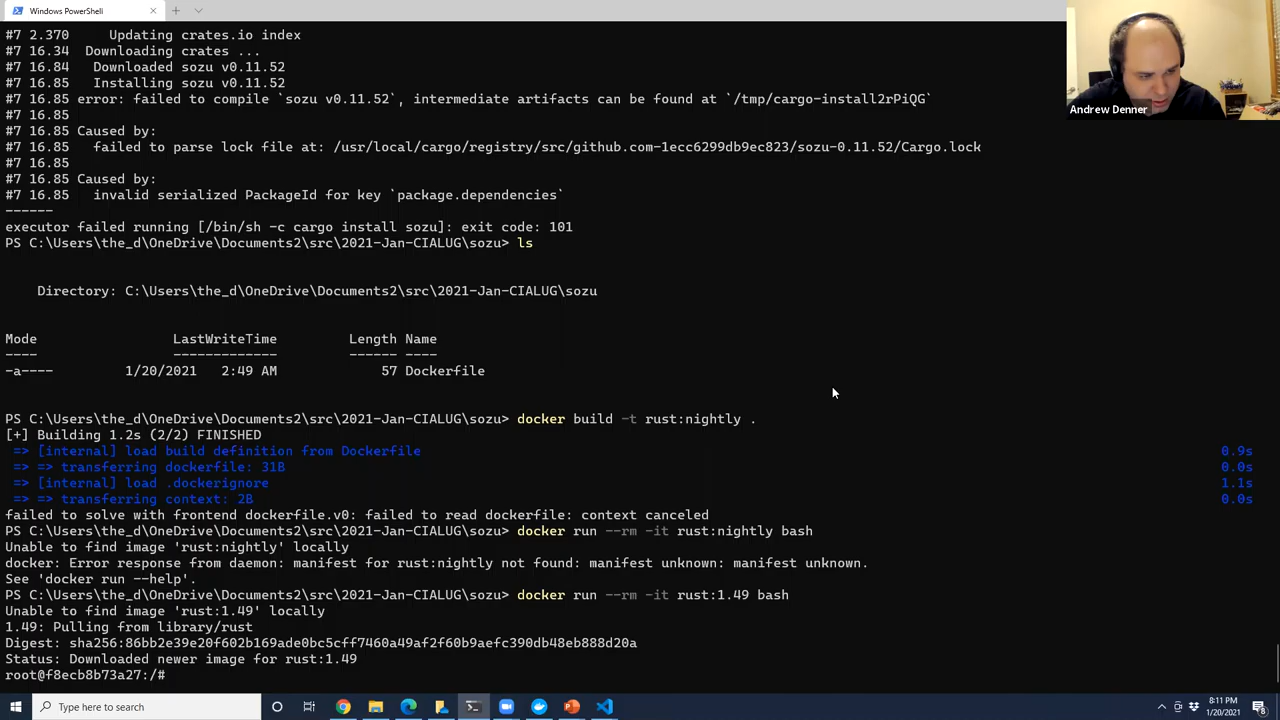 Windows PowerShell
#7 2.370     Updating crates.io index
#7 16.34  Downloading crates ...
#7 16.84   Downloaded sozu v0.11.52
#7 16.85   Installing sozu v0.11.52
#7 16.85 error: failed to compile `sozu v0.11.52`, intermediate artifacts can be found at `/tmp/cargo-install2rPiQG`
#7 16.85
#7 16.85 Caused by:
#7 16.85   failed to parse lock file at: /usr/local/cargo/registry/src/github.com-1ecc6299db9ec823/sozu-0.11.52/Cargo.lock
#7 16.85
#7 16.85 Caused by:
#7 16.85   invalid serialized PackageId for key `package.dependencies`
------
executor failed running [/bin/sh -c cargo install sozu]: exit code: 101
PS C:\Users\the_d\OneDrive\Documents2\src\2021-Jan-CIALUG\sozu> ls
Directory: C:\Users\the_d\OneDrive\Documents2\src\2021-Jan-CIALUG\sozu
Mode                 LastWriteTime         Length Name
----                 -------------         ------ ----
-a----         1/20/2021   2:49 AM             57 Dockerfile
PS C:\Users\the_d\OneDrive\Documents2\src\2021-Jan-CIALUG\sozu> docker build -t rust:nightly .
[+] Building 1.2s (2/2) FINISHED
=> [internal] load build definition from Dockerfile 0.9s
=> => transferring dockerfile: 31B 0.0s
=> [internal] load .dockerignore 1.1s
=> => transferring context: 2B 0.0s
failed to solve with frontend dockerfile.v0: failed to read dockerfile: context canceled
PS C:\Users\the_d\OneDrive\Documents2\src\2021-Jan-CIALUG\sozu> docker run --rm -it rust:nightly bash
Unable to find image 'rust:nightly' locally
docker: Error response from daemon: manifest for rust:nightly not found: manifest unknown: manifest unknown.
See 'docker run --help'.
PS C:\Users\the_d\OneDrive\Documents2\src\2021-Jan-CIALUG\sozu> docker run --rm -it rust:1.49 bash
Unable to find image 'rust:1.49' locally
1.49: Pulling from library/rust
Digest: sha256:86bb2e39e20f602b169ade0bc5cff7460a49af2f60b9aefc390db48eb888d20a
Status: Downloaded newer image for rust:1.49
root@f8ecb8b73a27:/#
Andrew Denner
Type here to search
8:11 PM
1/20/2021
8